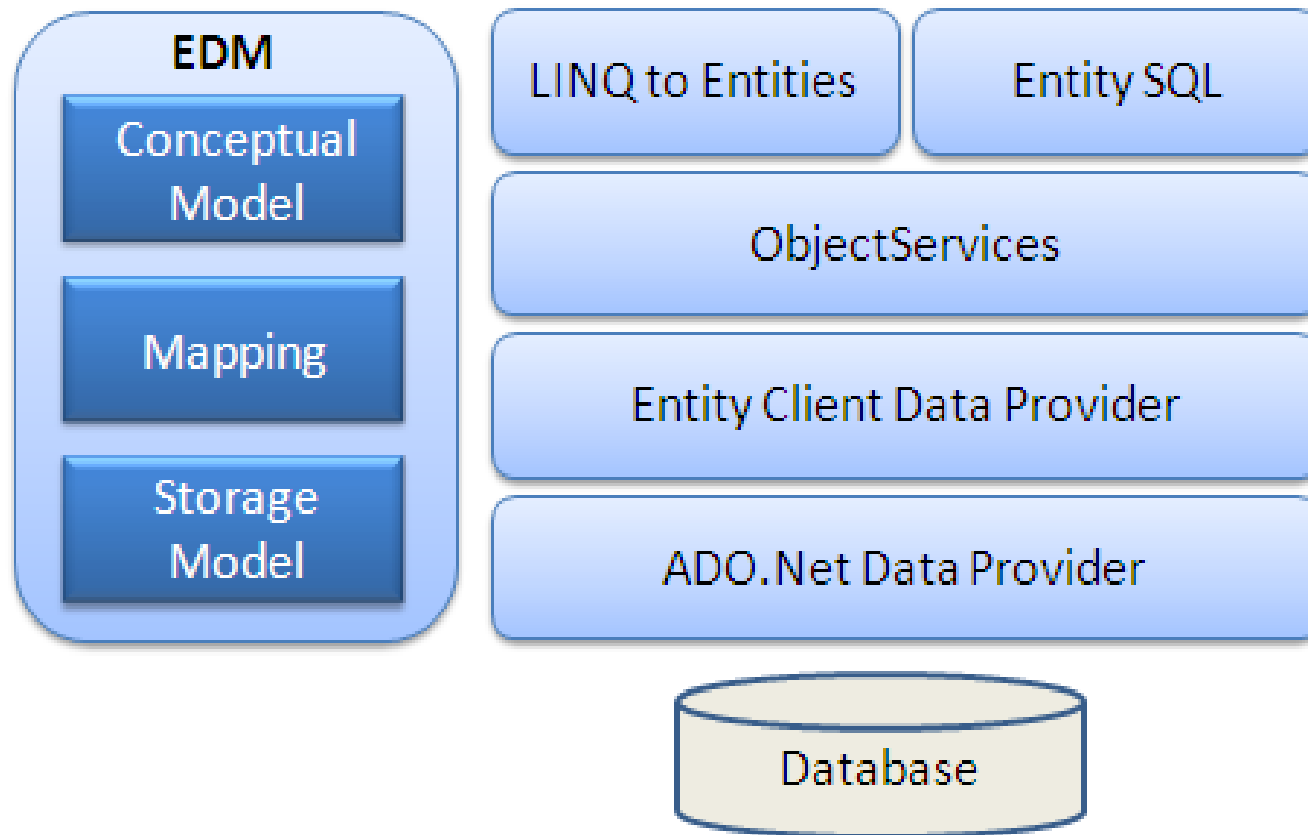 EDM
Conceptual
Model
Mapping
Storage
Model
LINQ to Entities
Entity SQL
ObjectServices
Entity Client Data Provider
ADO.Net Data Provider
Database